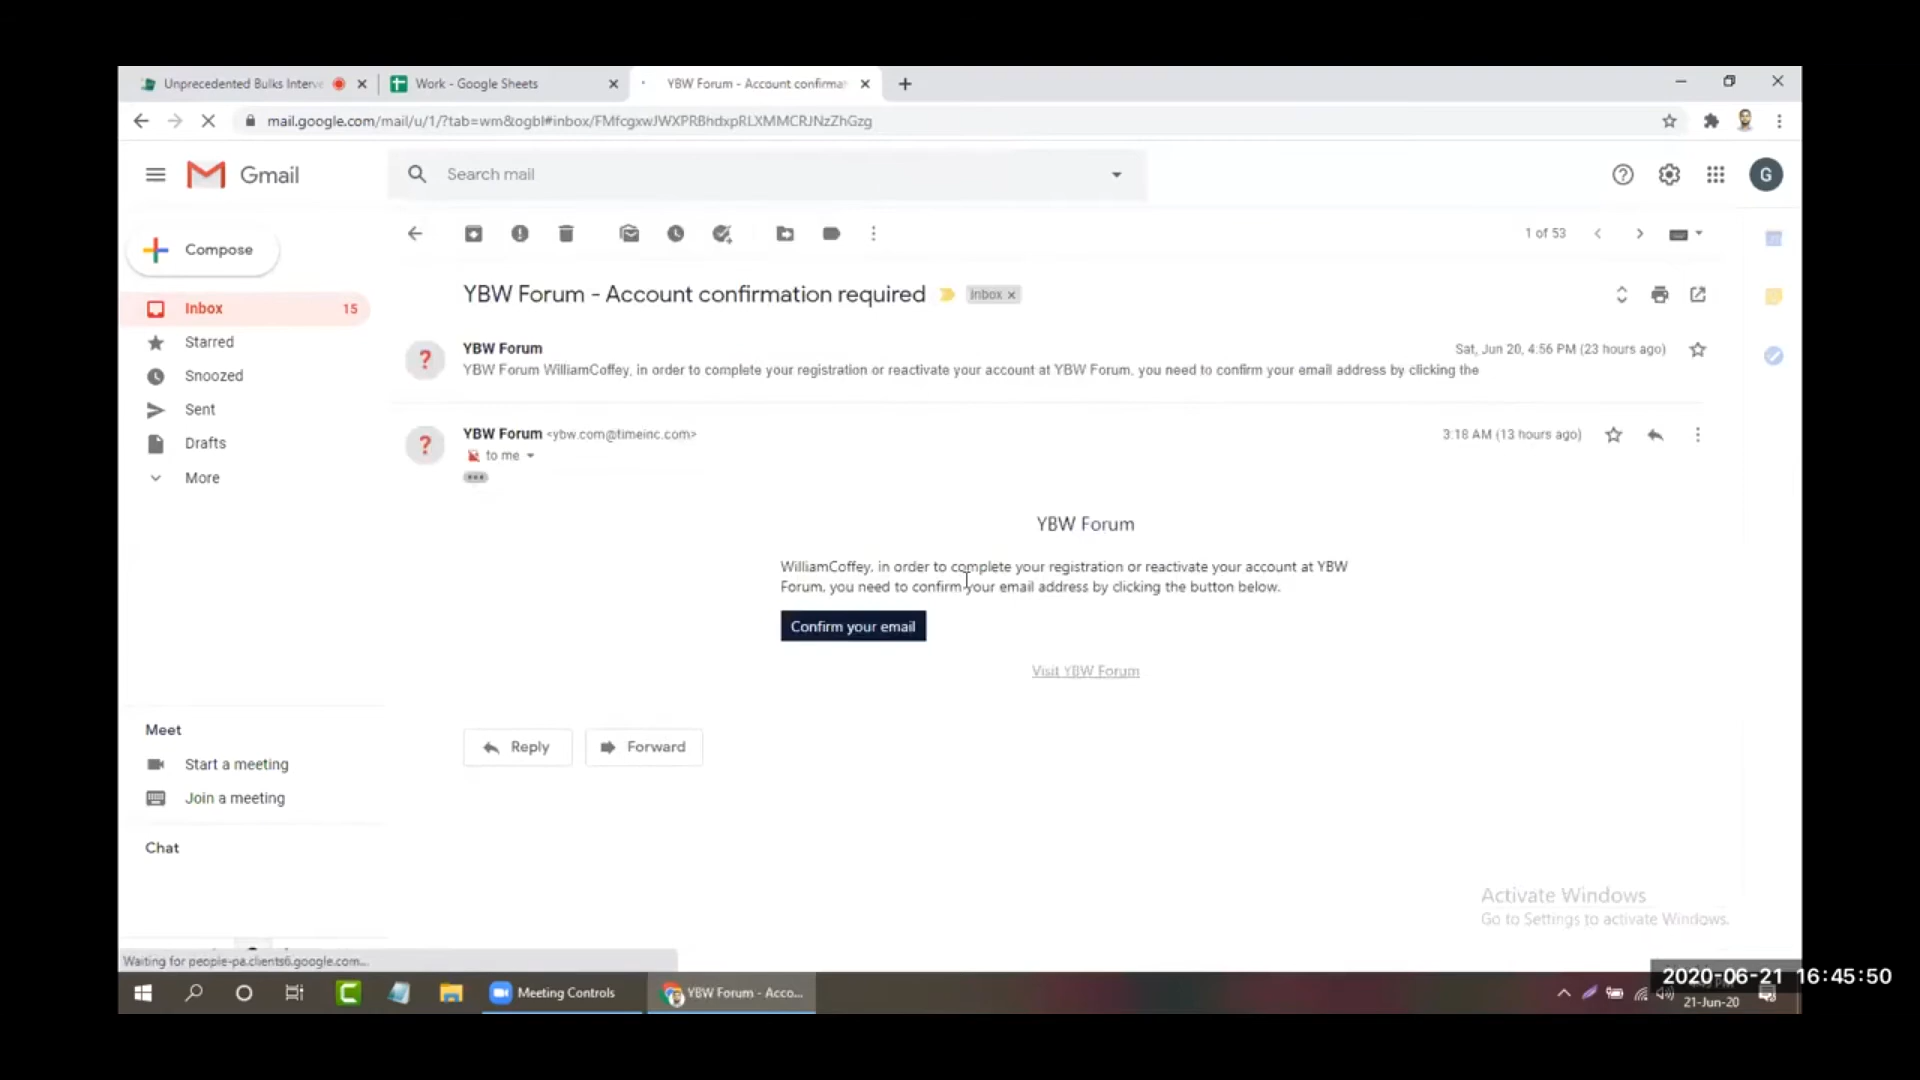 Unprecedented Bulks Interv
Work - Google Sheets
YBW Forum - Account confirmat
mail.google.com/mail/u/1/?tab=wm&ogbl#inbox/FMfcgxwJWXPRBhdxpRLXMMCRJNzZhGzg
Gmail
Search mail
G
Compose
1 of 53
Inbox 15
YBW Forum - Account confirmation required
Inbox x
Starred
YBW Forum
Sat, Jun 20, 4:56 PM (23 hours ago)
YBW Forum WilliamCoffey, in order to complete your registration or reactivate your account at YBW Forum, you need to confirm your email address by clicking the
Snoozed
Sent
YBW Forum <ybw.com@timeinc.com>
3:18 AM (13 hours ago)
Drafts
to me
More
YBW Forum
WilliamCoffey, in order to complete your registration or reactivate your account at YBW
Forum, you need to confirm your email address by clicking the button below.
Confirm your email
Visit YBW Forum
Meet
Reply
Forward
Start a meeting
Join a meeting
Chat
Activate Windows
Go to Settings to activate Windows.
Waiting for people-pa.clients6.google.com...
Meeting Controls
YBW Forum - Acco...
2020-06-21 16:45:50
21-Jun-20